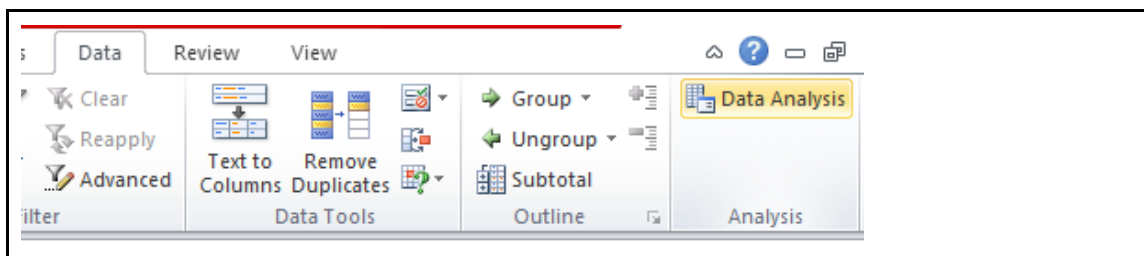 s Data Review View
Clear Group Data Analysis
Reapply Ungroup
Text to Remove
Advanced Columns Duplicates Subtotal
ilter Data Tools Outline Analysis